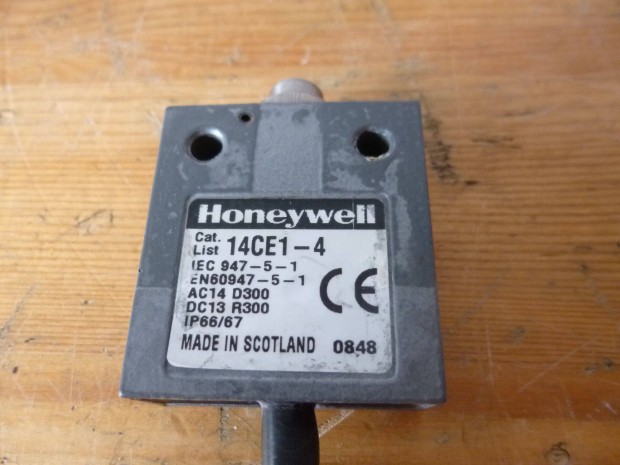 Honeywell
Cat.
List 14CE1-4
IEC 947-5-1
EN60947-5-1
AC14 D300
DC13 R300
IP66/67
CE
MADE IN SCOTLAND 0848